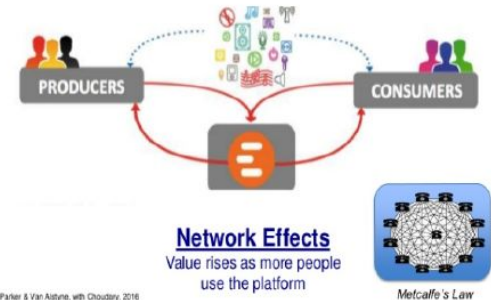 PRODUCERS
CONSUMERS
Network Effects
Value rises as more people
use the platform
Parker & Van Alstyne, with Choudary, 2016
Metcalfe's Law